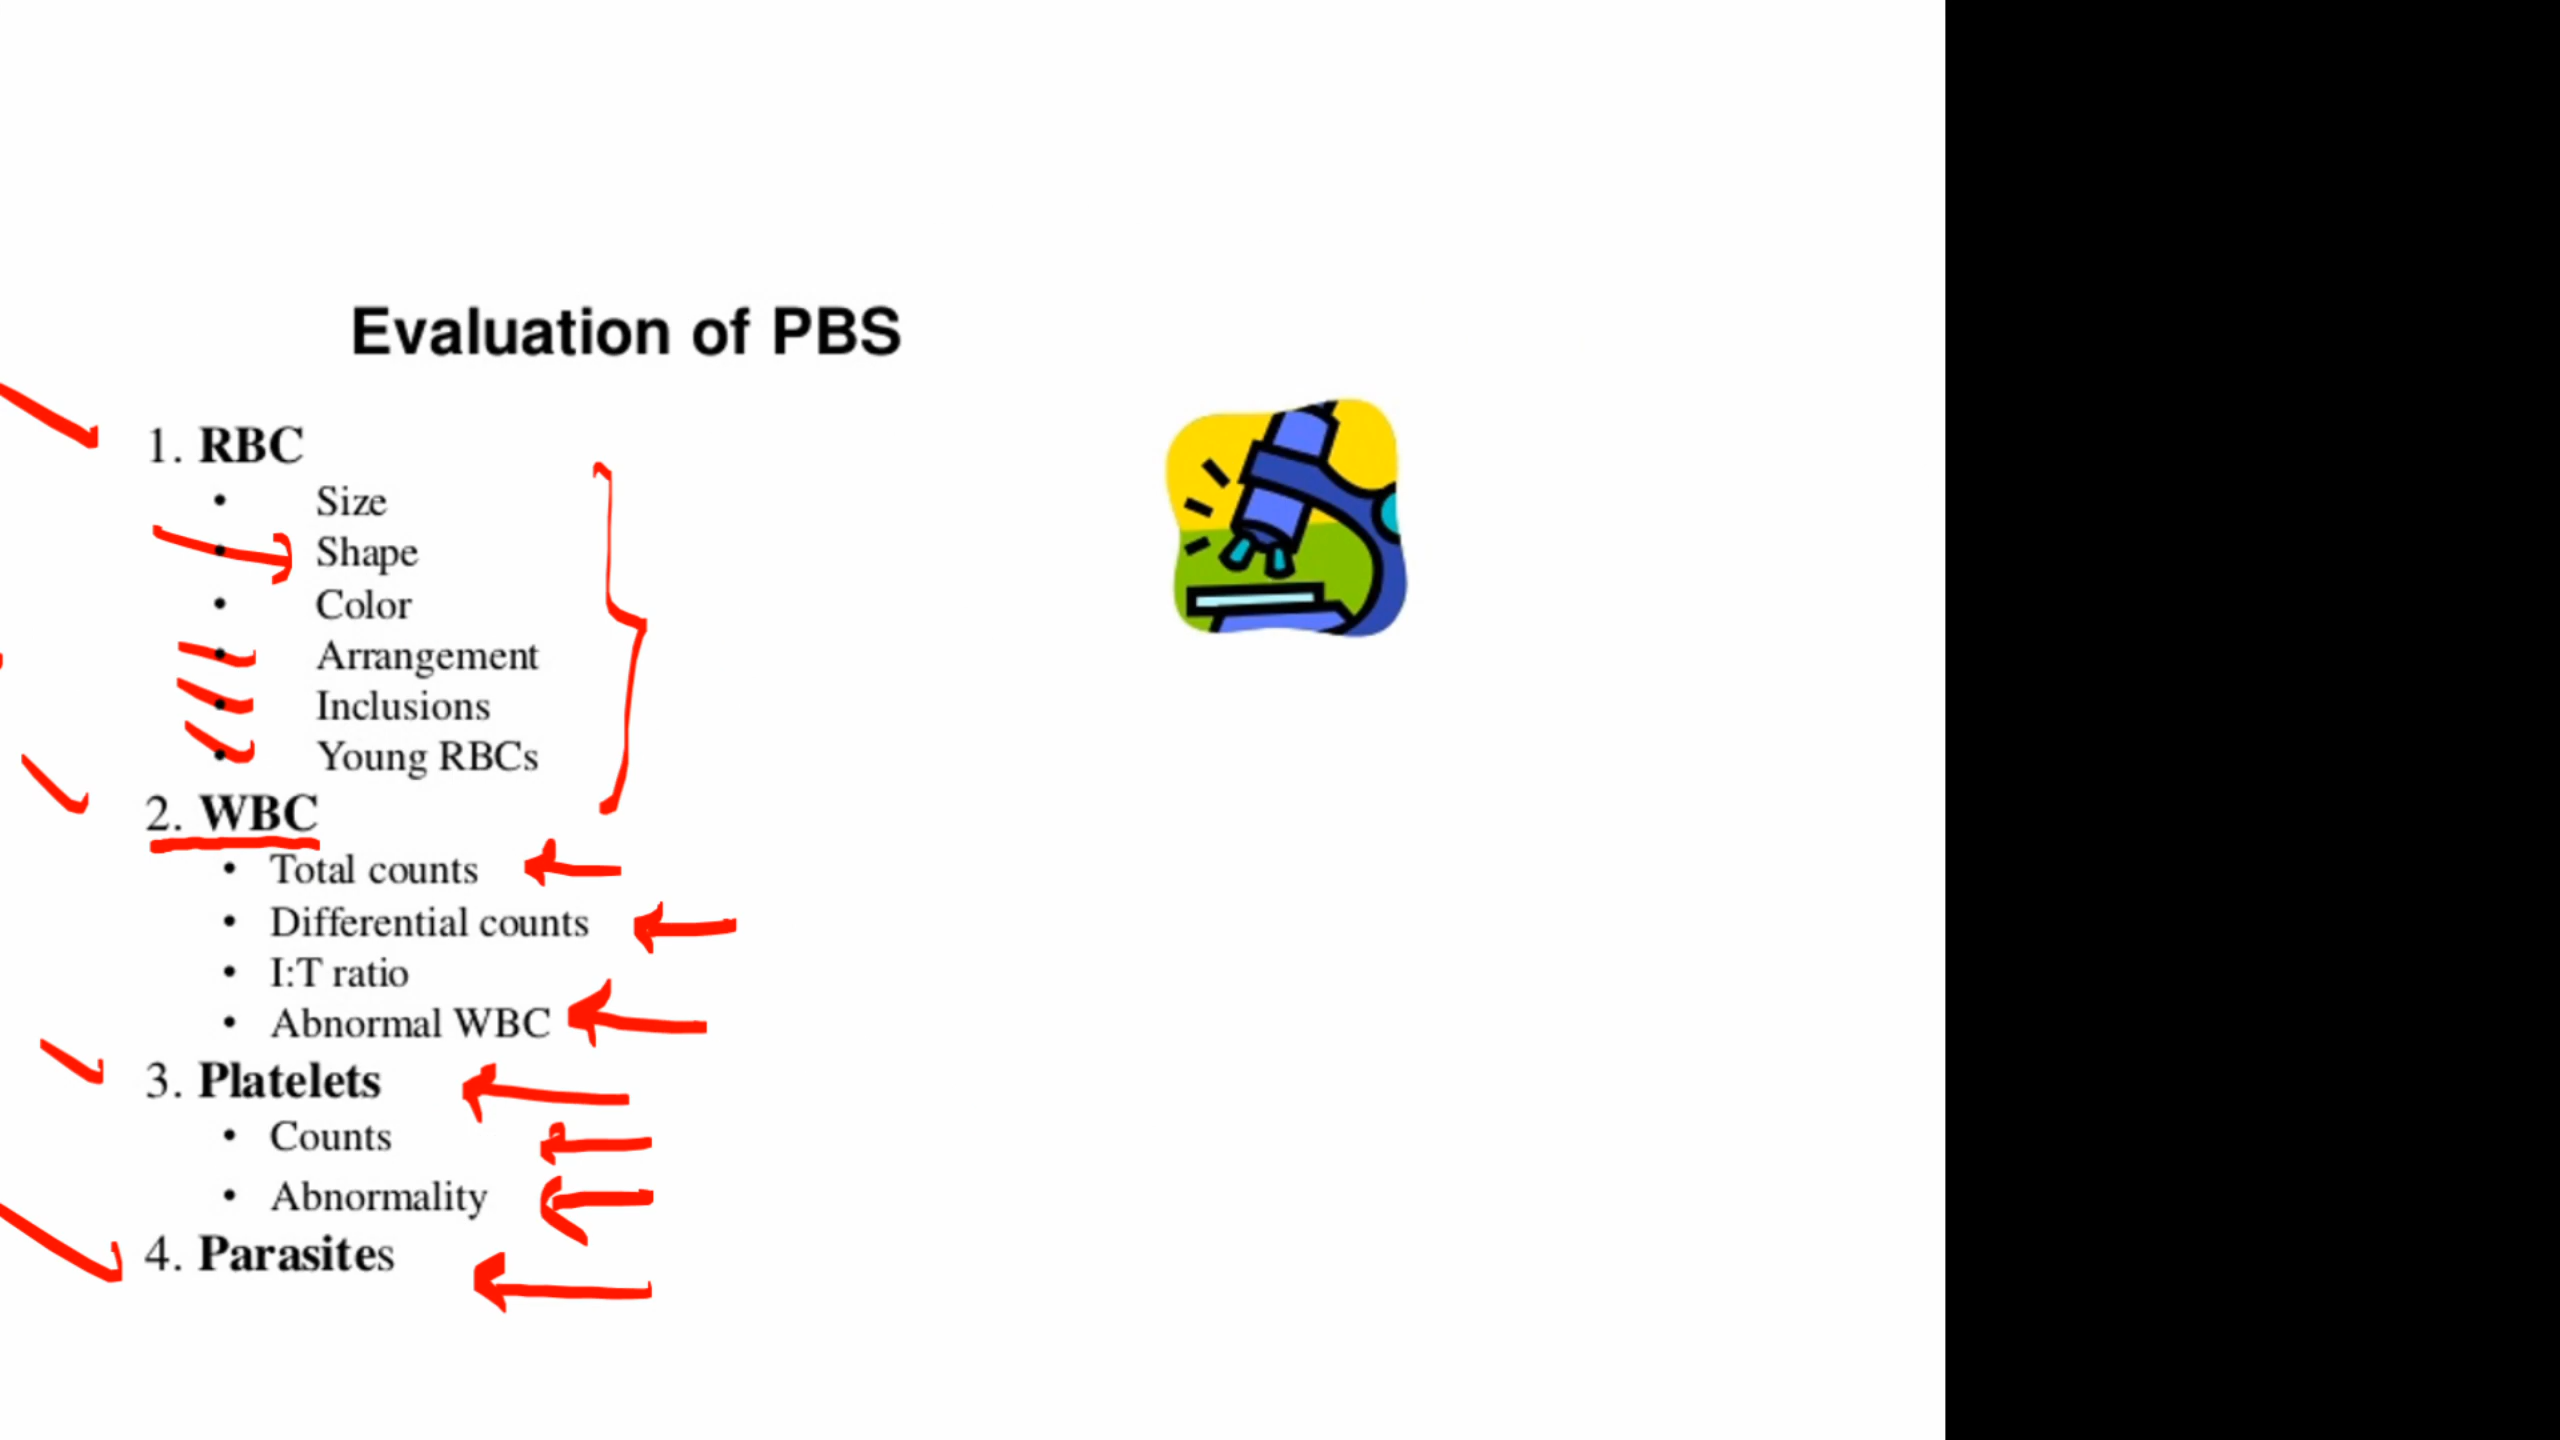 Evaluation of PBS
1. RBC
• Size
• Shape
• Color
• Arrangement
• Inclusions
• Young RBCs
2. WBC
• Total counts
• Differential counts
• I:T ratio
• Abnormal WBC
3. Platelets
• Counts
• Abnormality
4. Parasites